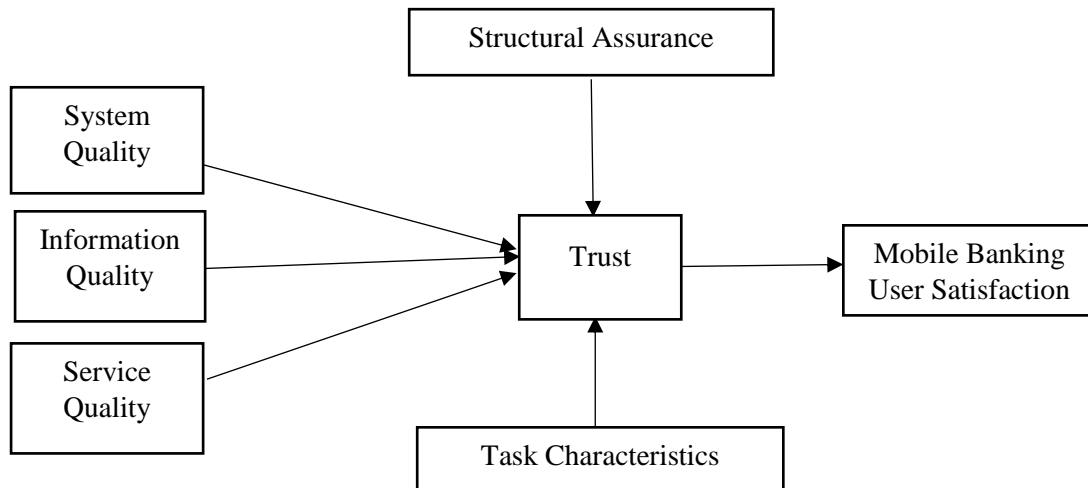 Structural Assurance
System
Quality
Information
Quality
Trust
Mobile Banking
User Satisfaction
Service
Quality
Task Characteristics